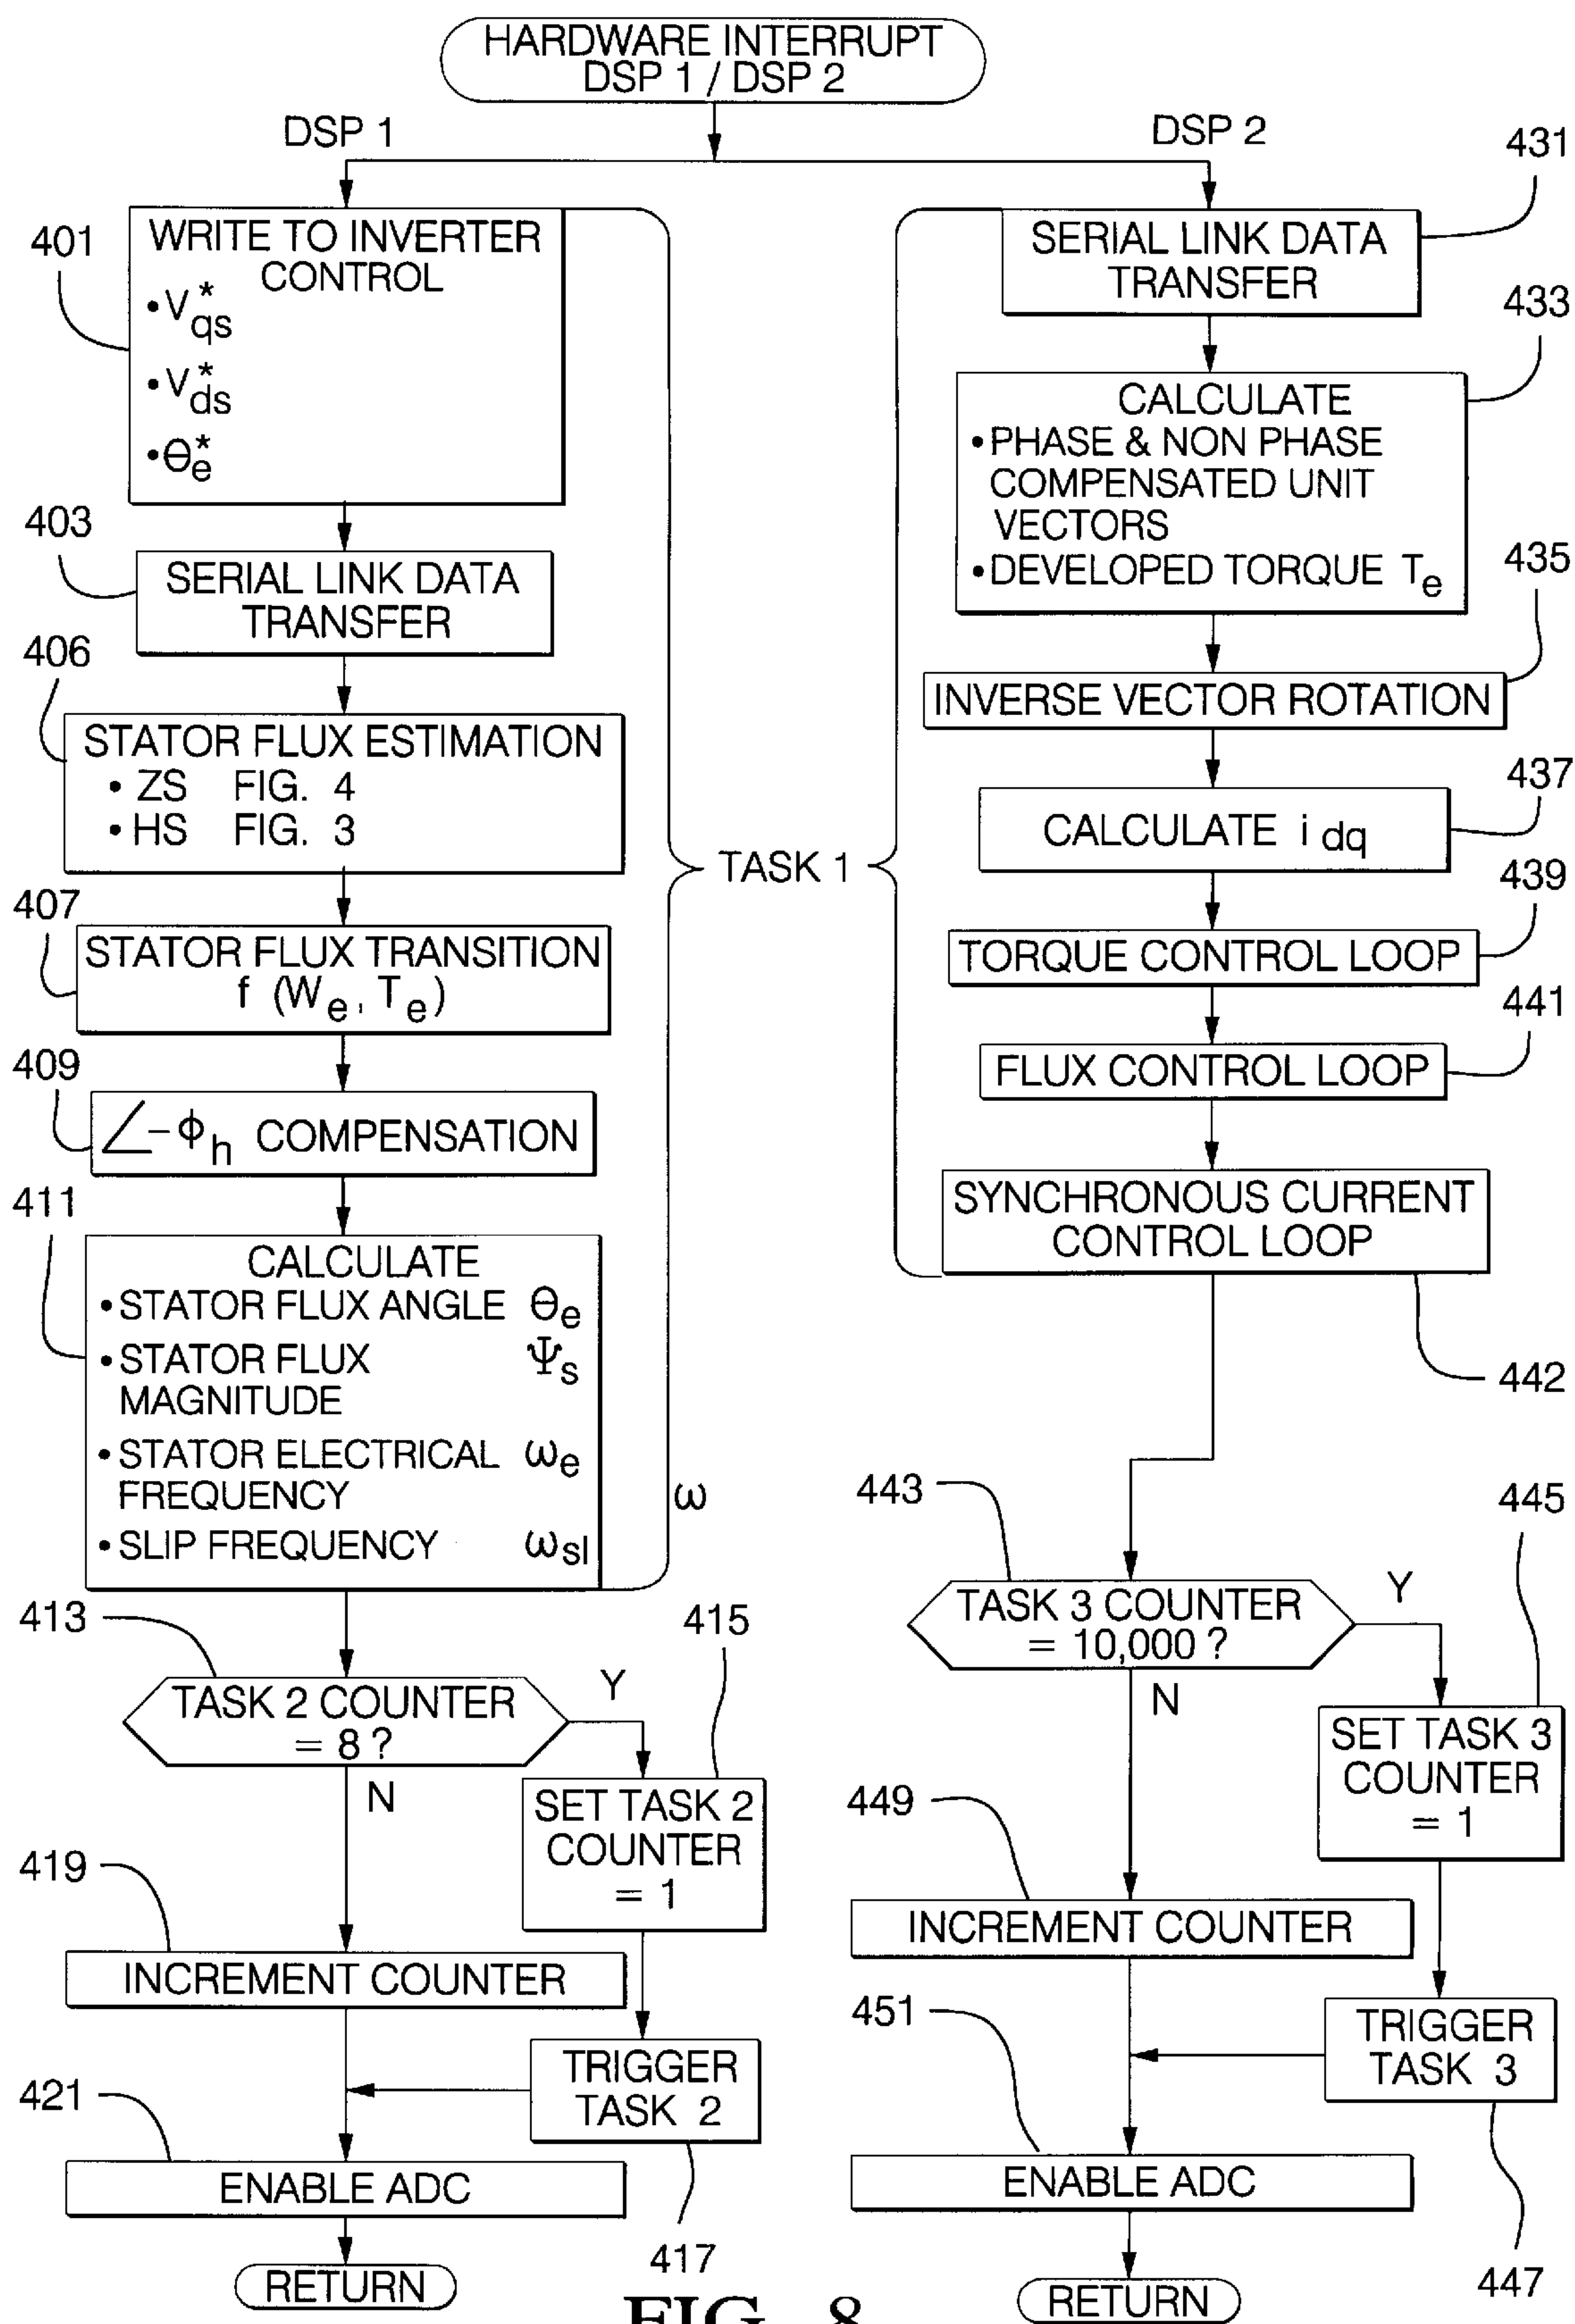 HARDWARE INTERRUPT
DSP 1 / DSP 2
DSP 1
DSP 2
401
WRITE TO INVERTER
CONTROL
• V*qs
• V*ds
• θ*e
403
SERIAL LINK DATA
TRANSFER
406
STATOR FLUX ESTIMATION
• ZS FIG. 4
• HS FIG. 3
407
STATOR FLUX TRANSITION
f (We, Te)
409
∠-ϕh COMPENSATION
411
CALCULATE
• STATOR FLUX ANGLE θe
• STATOR FLUX Ψs
MAGNITUDE
• STATOR ELECTRICAL ωe
FREQUENCY
• SLIP FREQUENCY ωsl
ω
TASK 1
413
TASK 2 COUNTER
= 8 ?
Y
N
415
SET TASK 2
COUNTER
= 1
419
INCREMENT COUNTER
TRIGGER
TASK 2
417
421
ENABLE ADC
RETURN
431
SERIAL LINK DATA
TRANSFER
433
CALCULATE
• PHASE & NON PHASE
COMPENSATED UNIT
VECTORS
• DEVELOPED TORQUE Te
435
INVERSE VECTOR ROTATION
437
CALCULATE i dq
439
TORQUE CONTROL LOOP
441
FLUX CONTROL LOOP
SYNCHRONOUS CURRENT
CONTROL LOOP
442
443
TASK 3 COUNTER
= 10,000 ?
Y
N
445
SET TASK 3
COUNTER
= 1
449
INCREMENT COUNTER
TRIGGER
TASK 3
447
451
ENABLE ADC
RETURN
FIG. 8